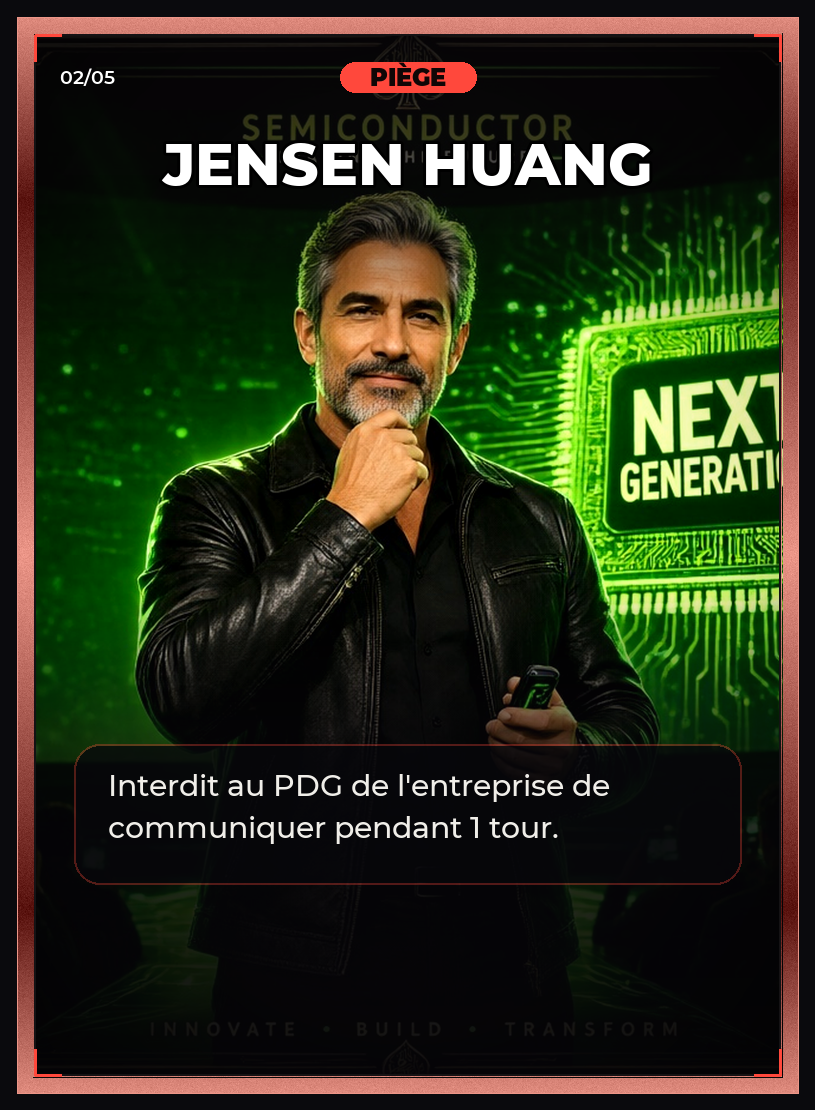 02/05
PIÈGE
SEMICONDUCTOR
JENSEN HUANG
NEXT
Interdit au PDG de l'entreprise de
communiquer pendant 1 tour.
INNOVATE • BUILD • TRANSFORM